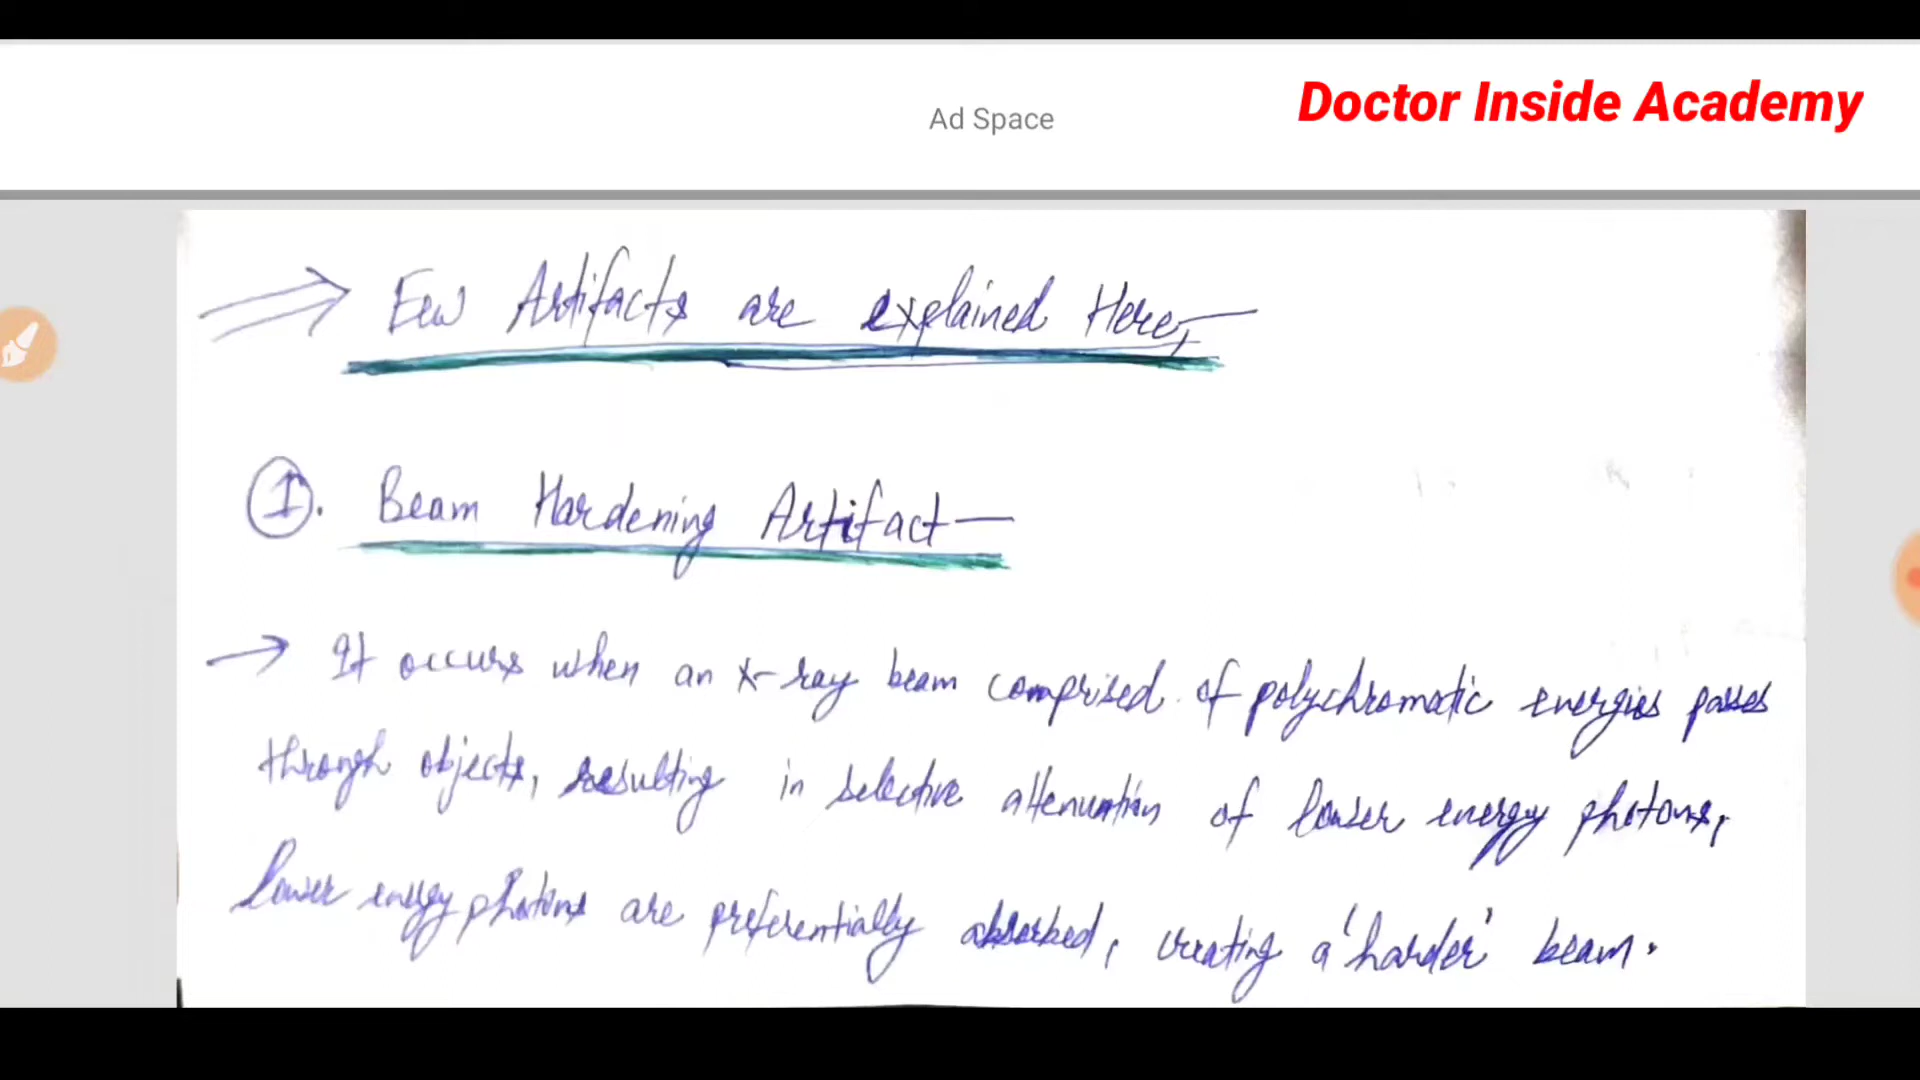 Ad Space
Doctor Inside Academy
⇒ Few Artifacts are explained Here,—
①. Beam Hardening Artifact—
→ It occurs when an x-ray beam comprised of polychromatic energies passes
through objects, resulting in selective attenuation of lower energy photons,
lower energy photons are preferentially absorbed, creating a 'harder' beam.